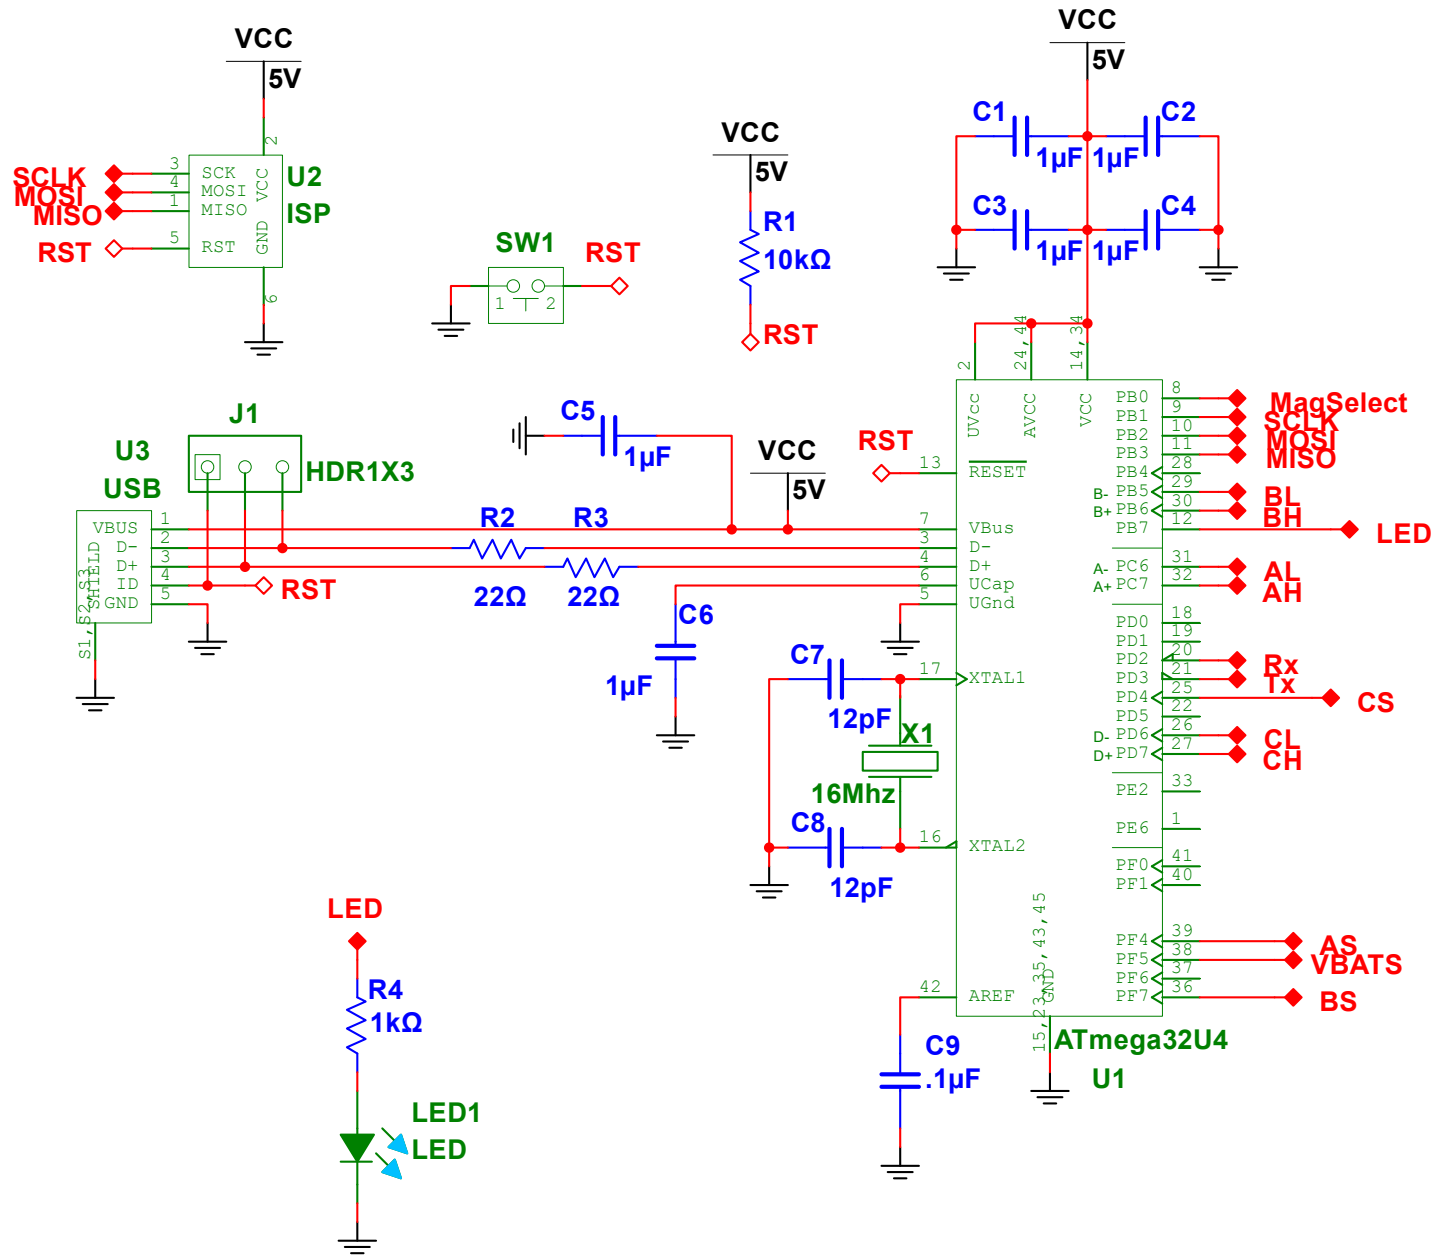 VCC
5V
2
SCLK
3
SCK
MOSI
4
MOSI
MISO
1
MISO
RST
5
RST
VCC
GND
6
U2
ISP
SW1
1
2
RST
VCC
5V
R1
10kΩ
RST
VCC
5V
C1
1µF
C2
1µF
C3
1µF
C4
1µF
J1
HDR1X3
U3
USB
VBUS
1
D-
2
D+
3
ID
4
GND
5
SHIELD
S1,S2,S3
RST
C5
1µF
VCC
5V
R2
22Ω
R3
22Ω
C6
1µF
RST
13
RESET
7
VBus
3
D-
4
D+
6
UCap
5
UGnd
C7
12pF
17
XTAL1
X1
16Mhz
C8
12pF
16
XTAL2
42
AREF
C9
.1µF
2
UVcc
24,44
AVCC
14,34
VCC
PB0
8
MagSelect
PB1
9
SCLK
PB2
10
MOSI
PB3
11
MISO
PB4
28
B-
PB5
29
BL
B+
PB6
30
BH
PB7
12
LED
A-
PC6
31
AL
A+
PC7
32
AH
PD0
18
PD1
19
PD2
20
Rx
PD3
21
Tx
PD4
25
CS
PD5
22
D-
PD6
26
CL
D+
PD7
27
CH
PE2
33
PE6
1
PF0
41
PF1
40
PF4
39
AS
PF5
38
VBATS
PF6
37
PF7
36
BS
GND
15,23,35,43,45
ATmega32U4
U1
LED
R4
1kΩ
LED1
LED